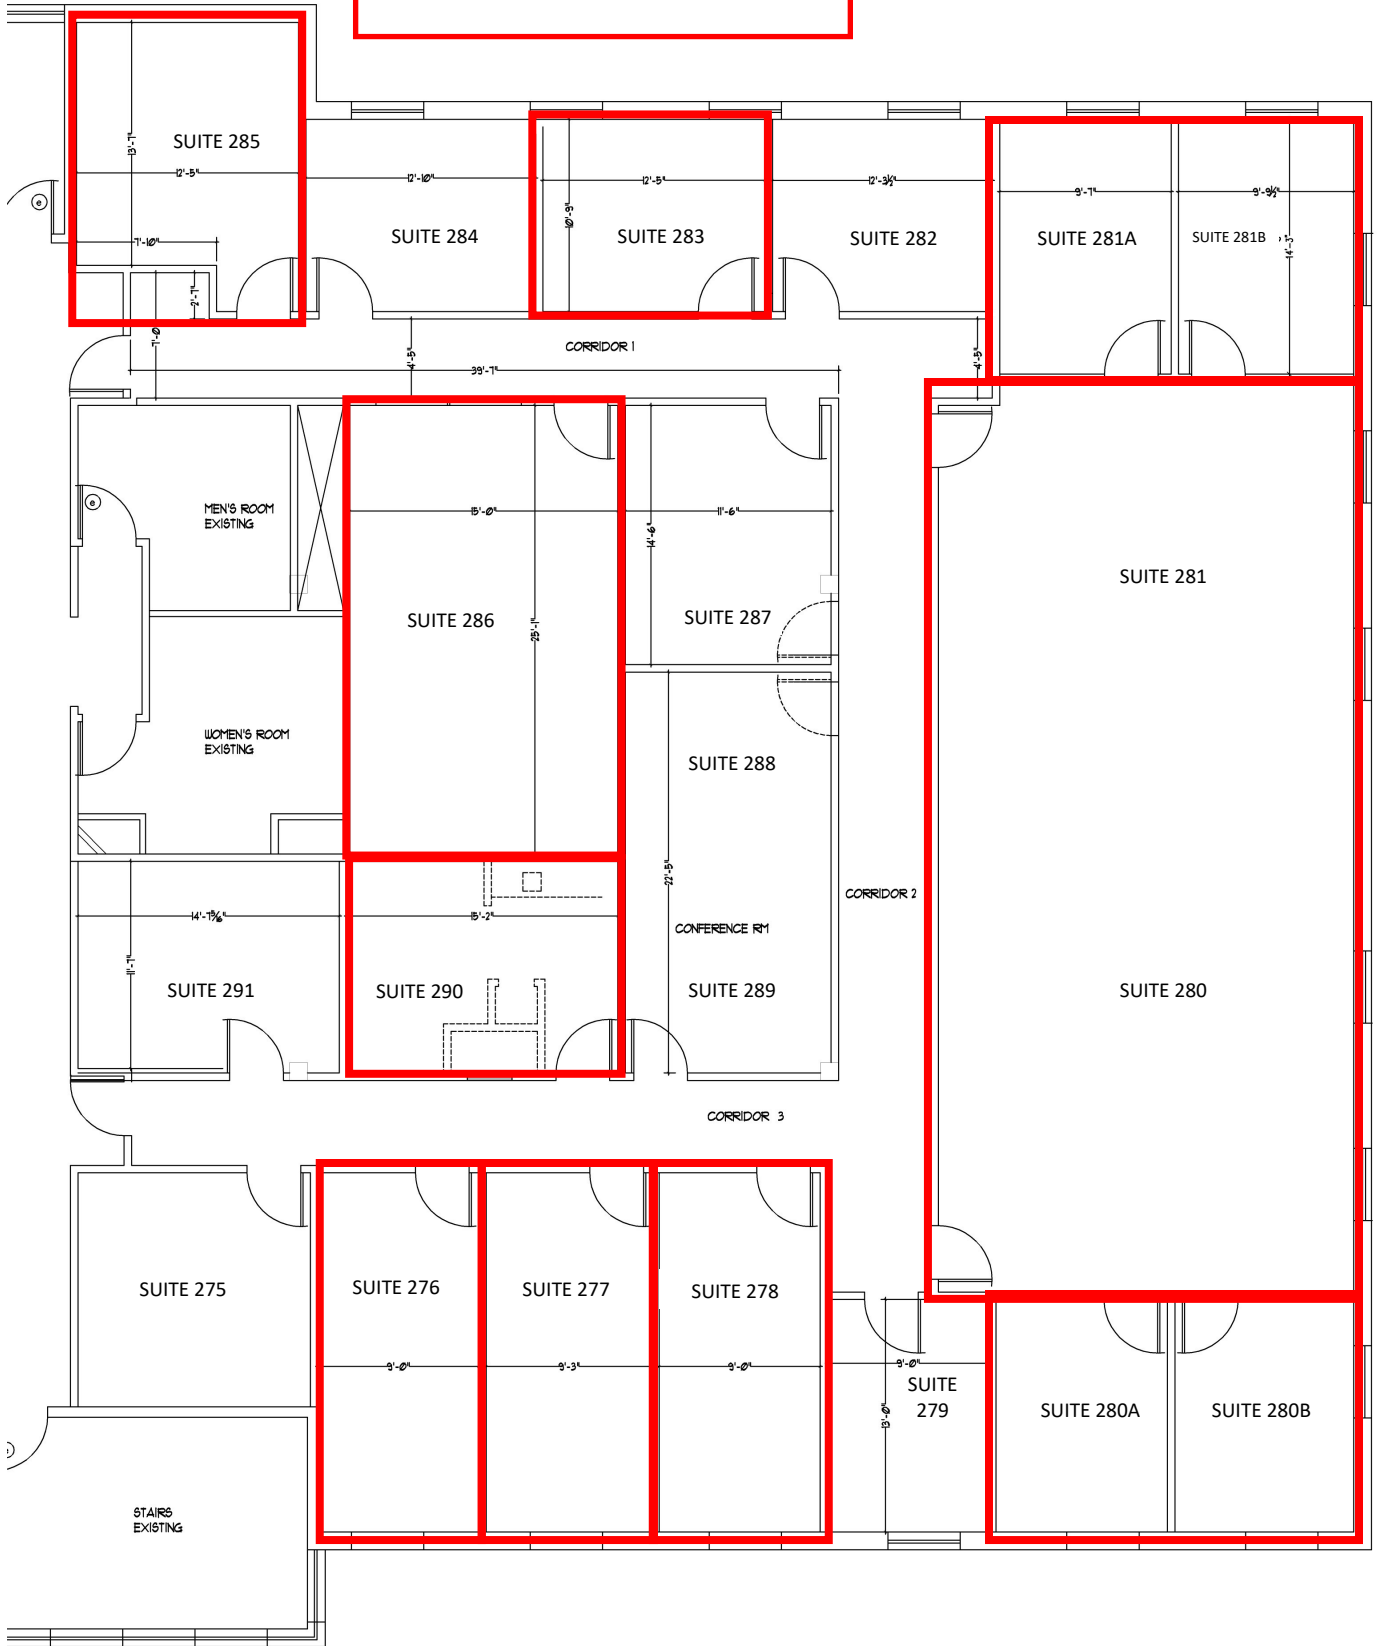 SUITE 285
13'-7"
12'-5"
7'-10"
2'-7"
7'-0
12'-10"
SUITE 284
12'-5"
10'-9"
SUITE 283
12'-3½"
SUITE 282
9'-7"
SUITE 281A
9'-9½"
SUITE 281B
14'-3"
CORRIDOR 1
4'-5"
39'-7"
4'-5"
MEN'S ROOM
EXISTING
15'-0"
25'-1"
SUITE 286
11'-6"
14'-6"
SUITE 287
SUITE 281
WOMEN'S ROOM
EXISTING
SUITE 288
22'-5"
CORRIDOR 2
CONFERENCE RM
SUITE 289
11'-7"
SUITE 291
15'-2"
SUITE 290
SUITE 280
CORRIDOR 3
SUITE 275
SUITE 276
9'-0"
SUITE 277
9'-3"
SUITE 278
9'-0"
9'-0"
SUITE
279
13'-0"
SUITE 280A
SUITE 280B
STAIRS
EXISTING